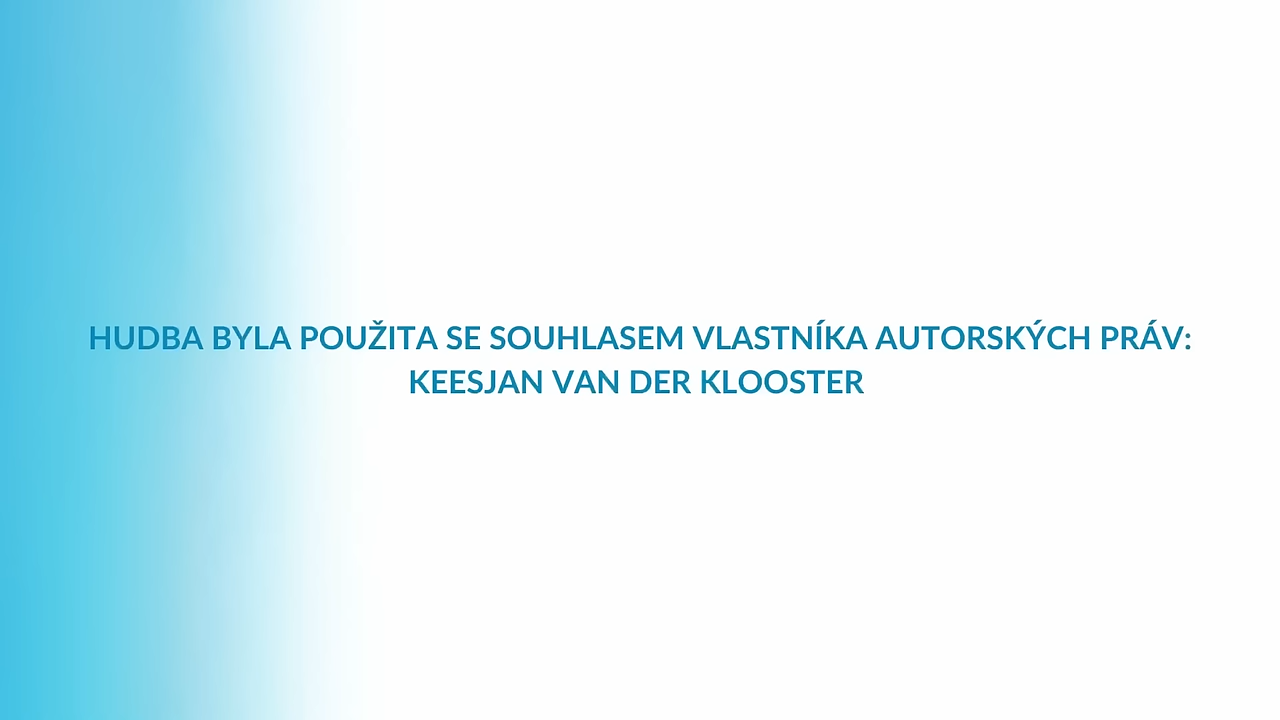 HUDBA BYLA POUŽITA SE SOUHLASEM VLASTNÍKA AUTORSKÝCH PRÁV:
KEESJAN VAN DER KLOOSTER